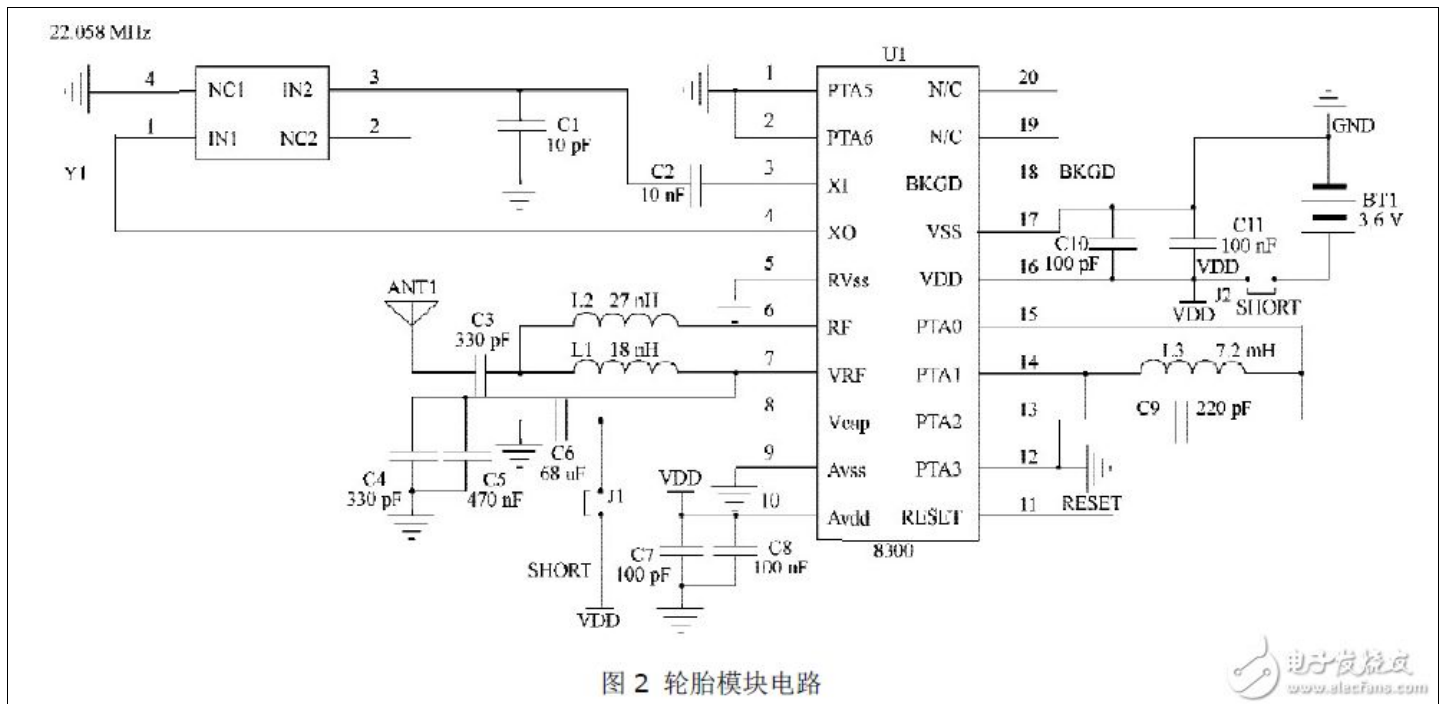 22.058 MHz
U1
4 NC1 IN2 3
1 IN1 NC2 2
Y1
C1
10 pF
C2
10 nF
1 PTA5 N/C 20
2 PTA6 N/C 19
3 XI BKGD 18 BKGD
4 XO VSS 17
5 RVss VDD 16
6 RF PTA0 15
7 VRF PTA1 14
8 Vcap PTA2 13
9 Avss PTA3 12
10 Avdd RESET 11 RESET
8300
GND
BT1
3.6 V
C10
100 pF
C11
100 nF
VDD
VDD
J2
SHORT
L3 7.2 mH
C9 220 pF
ANT1
L2 27 nH
C3
330 pF
L1 18 nH
C4
330 pF
C5
470 nF
C6
68 uF
J1
SHORT
VDD
VDD
C7
100 pF
C8
100 nF
图 2 轮胎模块电路
电子发烧友
www.elecfans.com